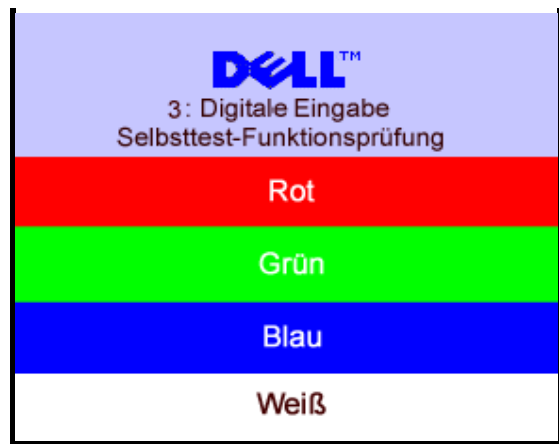 DELL™
3: Digitale Eingabe
Selbsttest-Funktionsprüfung
Rot
Grün
Blau
Weiß